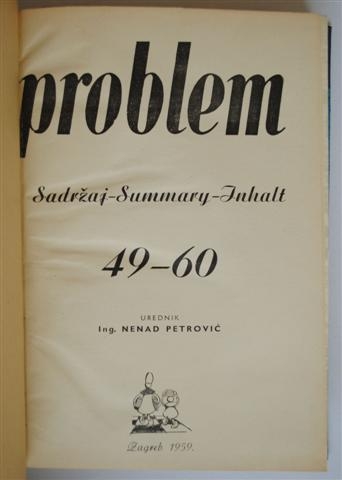 problem
Sadržaj-Summary-Inhalt
49-60
UREDNIK
Ing. NENAD PETROVIĆ
Zagreb 1959.